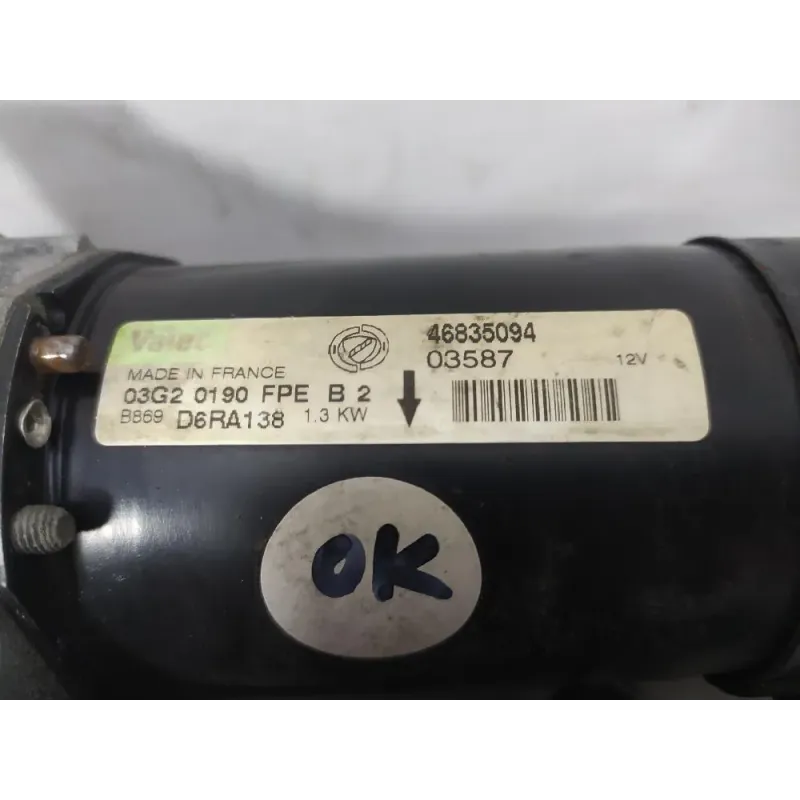 Valeo
46835094
MADE IN FRANCE
03587
12V
03G2 0190 FPE B 2
B869 D6RA138 1.3 KW
OK